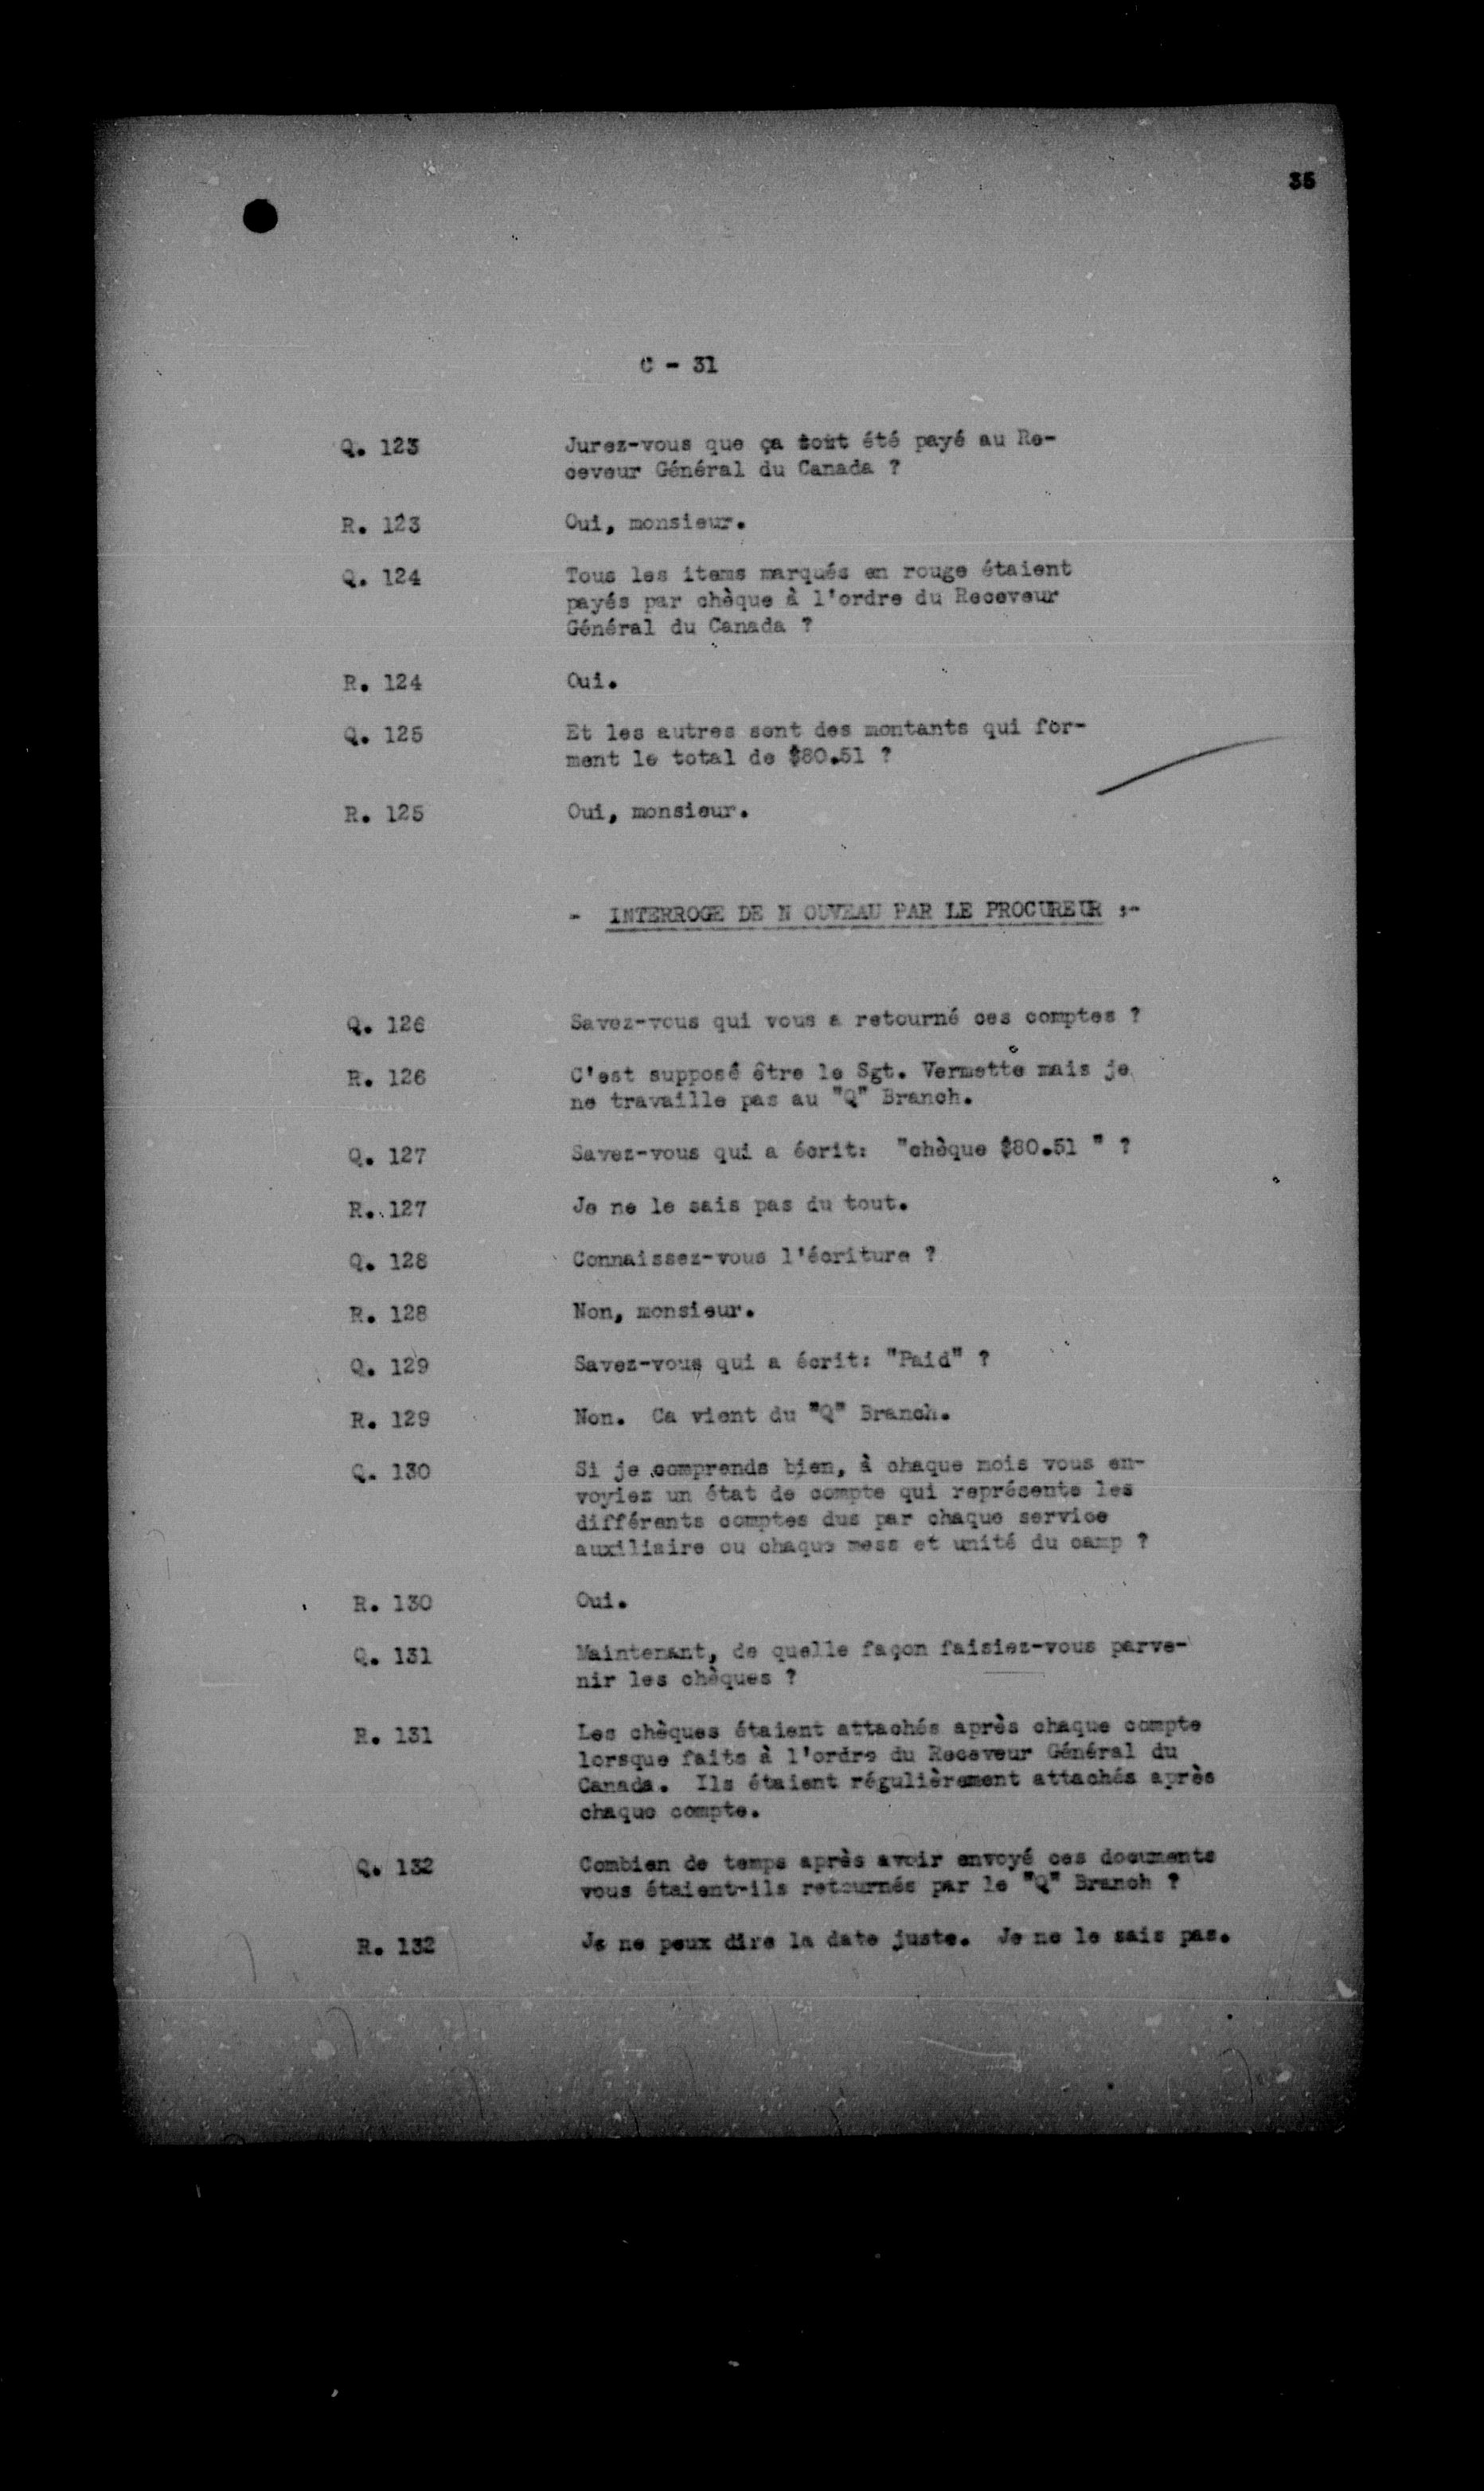 35
C - 31
Q. 123 Jurez-vous que ça tout été payé au Re-
ceveur Général du Canada ?
R. 123 Oui, monsieur.
Q. 124 Tous les items marqués en rouge étaient
payés par chèque à l'ordre du Receveur
Général du Canada ?
R. 124 Oui.
Q. 125 Et les autres sont des montants qui for-
ment le total de $80.51 ?
R. 125 Oui, monsieur.
- INTERROGE DE N OUVEAU PAR LE PROCUREUR :-
Q. 126 Savez-vous qui vous a retourné ces comptes ?
R. 126 C'est supposé être le Sgt. Vermette mais je
ne travaille pas au "Q" Branch.
Q. 127 Savez-vous qui a écrit: "chèque $80.51 " ?
R. 127 Je ne le sais pas du tout.
Q. 128 Connaissez-vous l'écriture ?
R. 128 Non, monsieur.
Q. 129 Savez-vous qui a écrit: "Paid" ?
R. 129 Non. Ca vient du "Q" Branch.
Q. 130 Si je comprends bien, à chaque mois vous en-
voyiez un état de compte qui représente les
différents comptes dus par chaque service
auxiliaire ou chaque mess et unité du camp ?
R. 130 Oui.
Q. 131 Maintenant, de quelle façon faisiez-vous parve-
nir les chèques ?
R. 131 Les chèques étaient attachés après chaque compte
lorsque faits à l'ordre du Receveur Général du
Canada. Ils étaient régulièrement attachés après
chaque compte.
Q. 132 Combien de temps après avoir envoyé ces documents
vous étaient-ils retournés par le "Q" Branch ?
R. 132 Je ne peux dire la date juste. Je ne le sais pas.